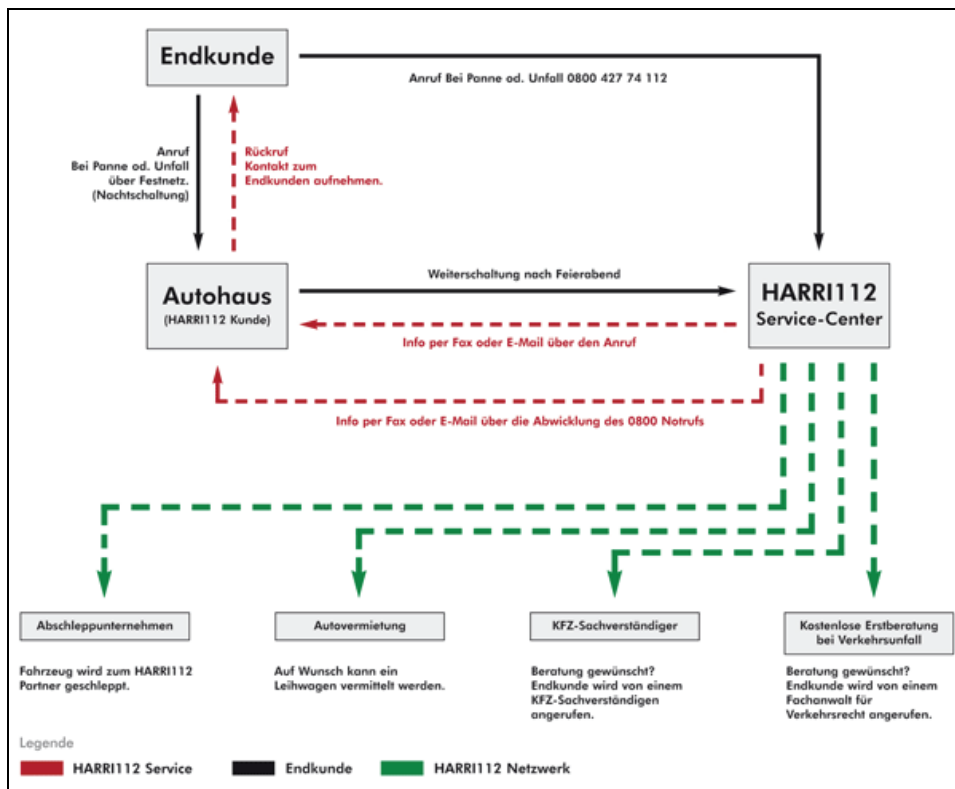 Endkunde
Anruf Bei Panne od. Unfall 0800 427 74 112
Anruf
Bei Panne od. Unfall
über Festnetz.
(Nachtschaltung)
Rückruf
Kontakt zum
Endkunden aufnehmen.
Autohaus
(HARRI112 Kunde)
Weiterschaltung nach Feierabend
HARRI112
Service-Center
Info per Fax oder E-Mail über den Anruf
Info per Fax oder E-Mail über die Abwicklung des 0800 Notrufs
Abschleppunternehmen
Fahrzeug wird zum HARRI112
Partner geschleppt.
Autovermietung
Auf Wunsch kann ein
Leihwagen vermittelt werden.
KFZ-Sachverständiger
Beratung gewünscht?
Endkunde wird von einem
KFZ-Sachverständigen
angerufen.
Kostenlose Erstberatung
bei Verkehrsunfall
Beratung gewünscht?
Endkunde wird von einem
Fachanwalt für
Verkehrsrecht angerufen.
Legende
HARRI112 Service
Endkunde
HARRI112 Netzwerk